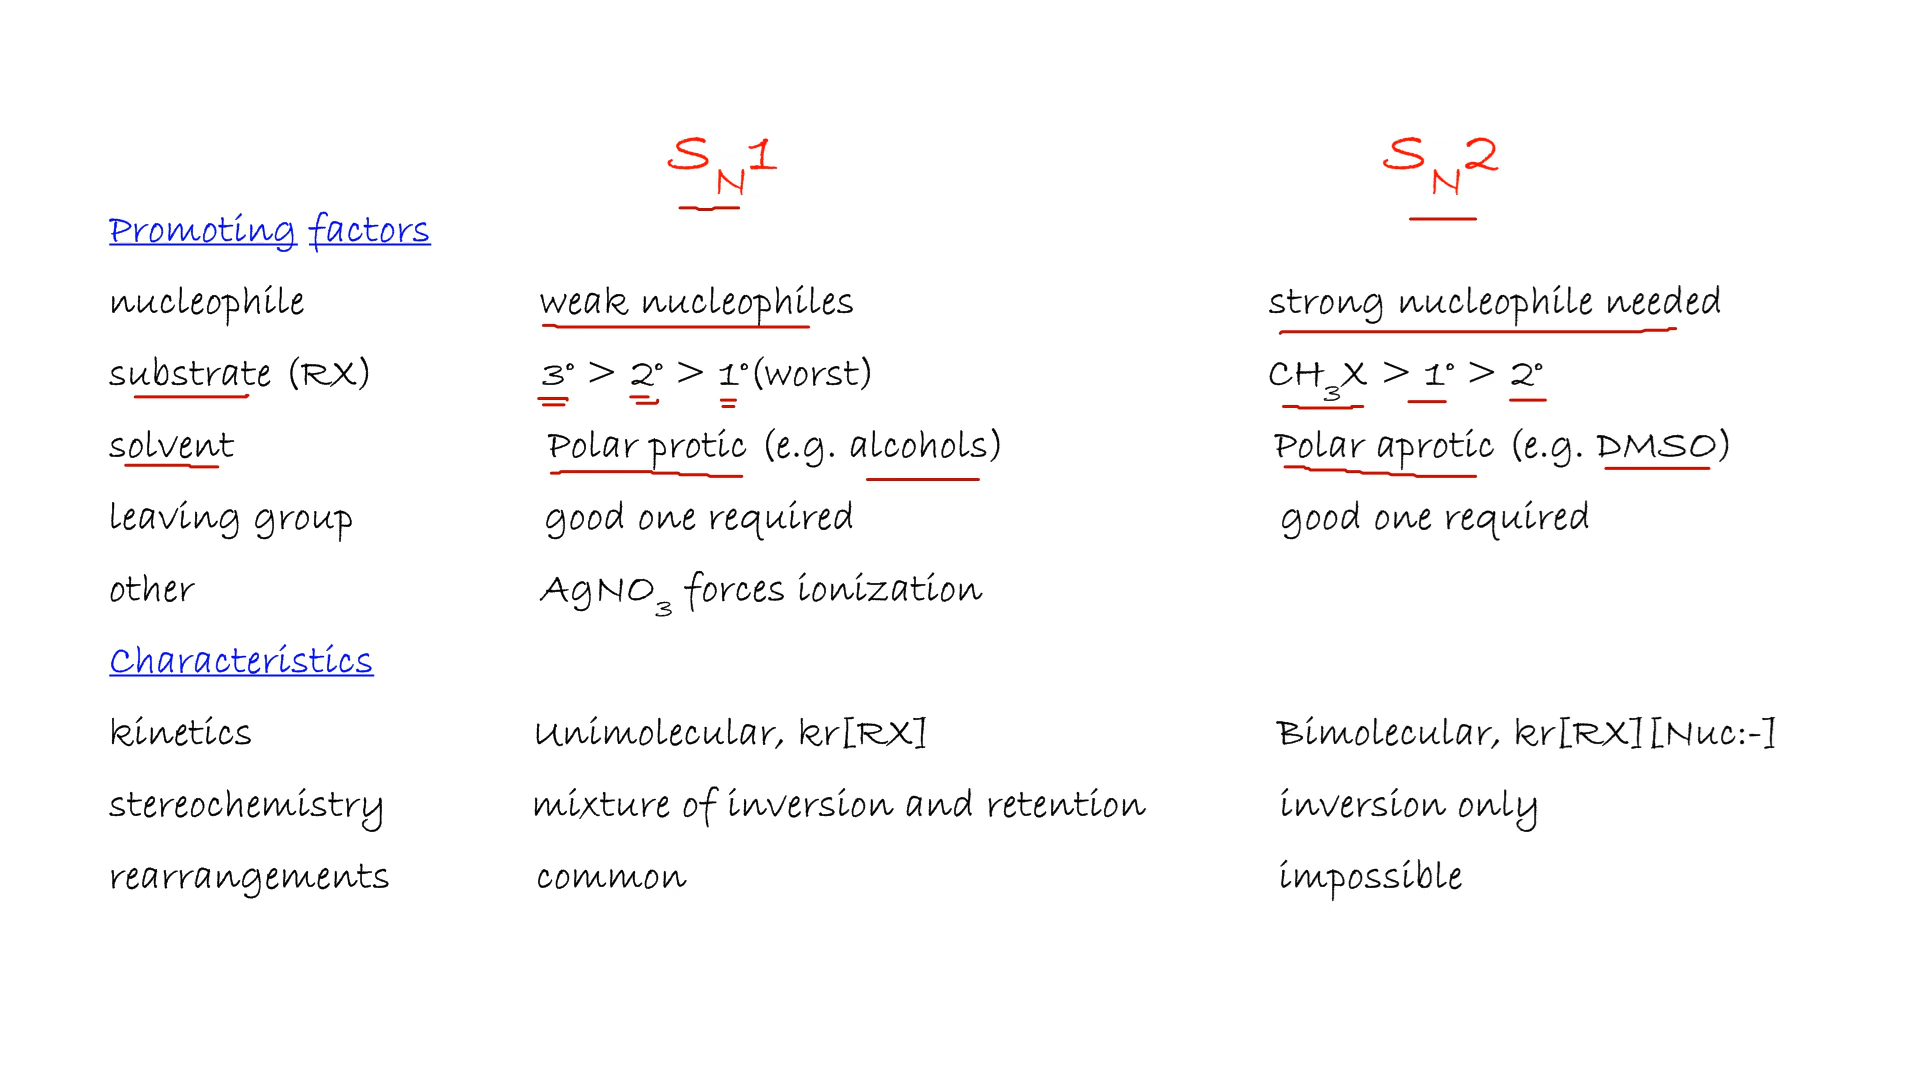 S_N1 S_N2
Promoting factors
nucleophile weak nucleophiles strong nucleophile needed
substrate (RX) 3° > 2° > 1°(worst) CH₃X > 1° > 2°
solvent Polar protic (e.g. alcohols) Polar aprotic (e.g. DMSO)
leaving group good one required good one required
other AgNO₃ forces ionization
Characteristics
kinetics Unimolecular, kr[RX] Bimolecular, kr[RX][Nuc:-]
stereochemistry mixture of inversion and retention inversion only
rearrangements common impossible